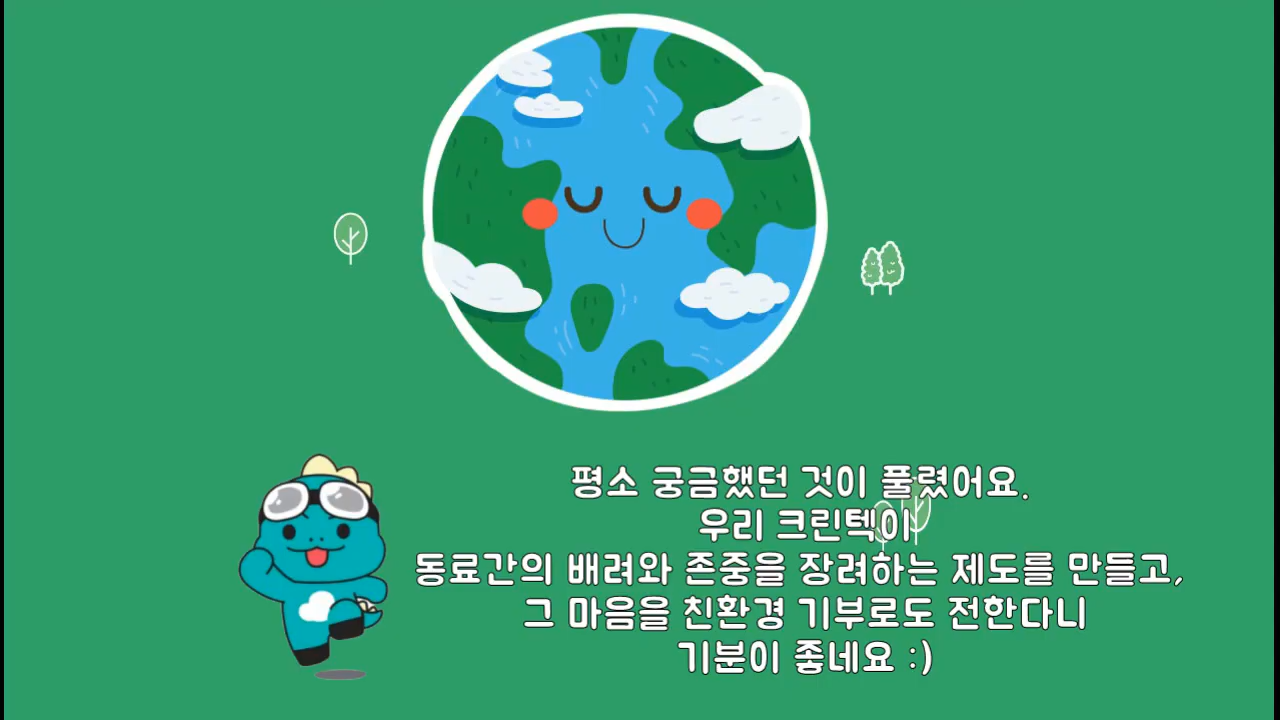 평소 궁금했던 것이 풀렸어요.
우리 크린텍이
동료간의 배려와 존중을 장려하는 제도를 만들고,
그 마음을 친환경 기부로도 전한다니
기분이 좋네요 :)